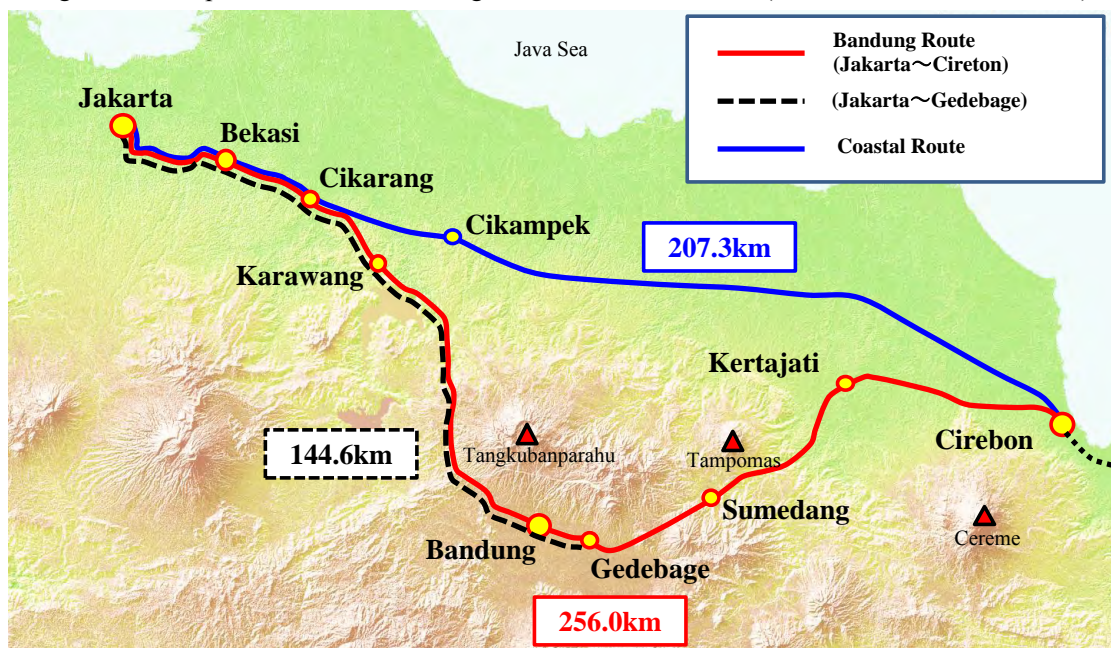 Java Sea
Bandung Route
(Jakarta～Cireton)
(Jakarta～Gedebage)
Coastal Route
Jakarta
Bekasi
Cikarang
Cikampek
207.3km
Karawang
Kertajati
144.6km
Tangkubanparahu
Tampomas
Cirebon
Sumedang
Cereme
Bandung
Gedebage
256.0km